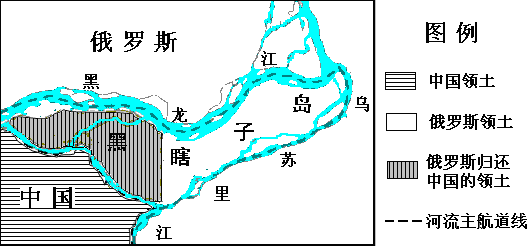 俄罗斯
黑
龙
江
黑
瞎
子
岛
乌
苏
里
江
中国
图例
中国领土
俄罗斯领土
俄罗斯归还
中国的领土
河流主航道线